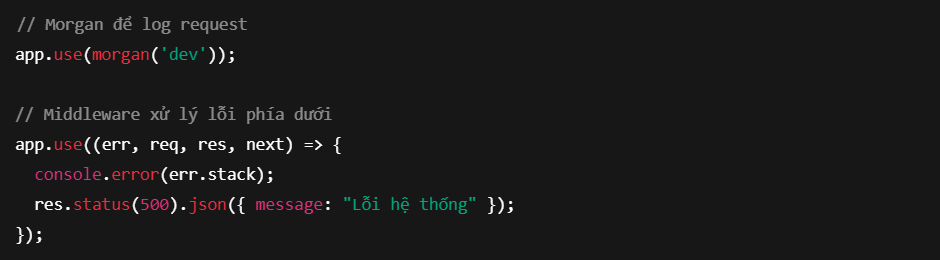 // Morgan để log request
app.use(morgan('dev'));
// Middleware xử lý lỗi phía dưới
app.use((err, req, res, next) => {
  console.error(err.stack);
  res.status(500).json({ message: "Lỗi hệ thống" });
});